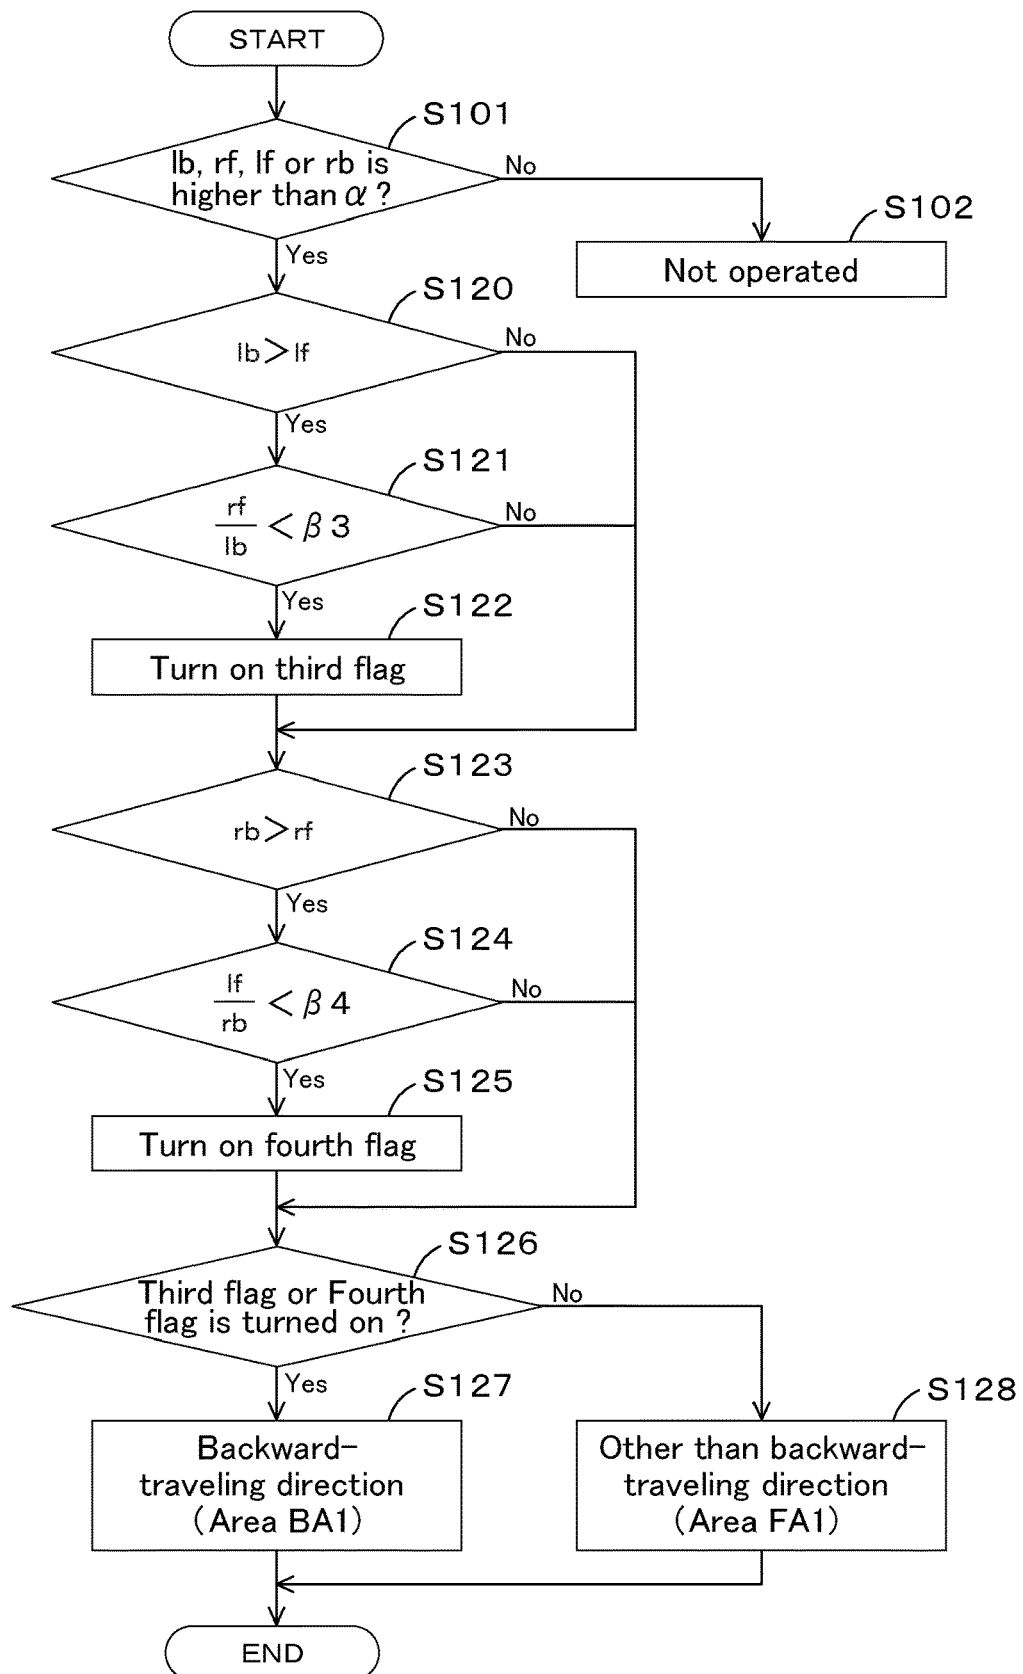 START
S101
lb, rf, lf or rb is
higher than α ?
No
S102
Not operated
Yes
S120
lb＞lf
No
Yes
S121
rf
lb
＜β3
No
Yes
S122
Turn on third flag
S123
rb＞rf
No
Yes
S124
lf
rb
＜β4
No
Yes
S125
Turn on fourth flag
S126
Third flag or Fourth
flag is turned on ?
No
Yes
S127
Backward-
traveling direction
(Area BA1)
S128
Other than backward-
traveling direction
(Area FA1)
END